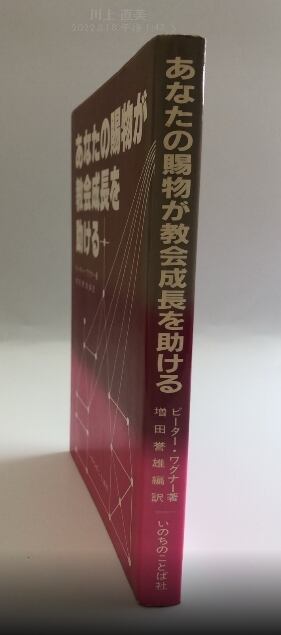 川上 直美
あなたの賜物が
教会成長を
助ける
あなたの賜物が教会成長を助ける
ピーター・ワグナー著
増田誉雄編訳
いのちのことば社